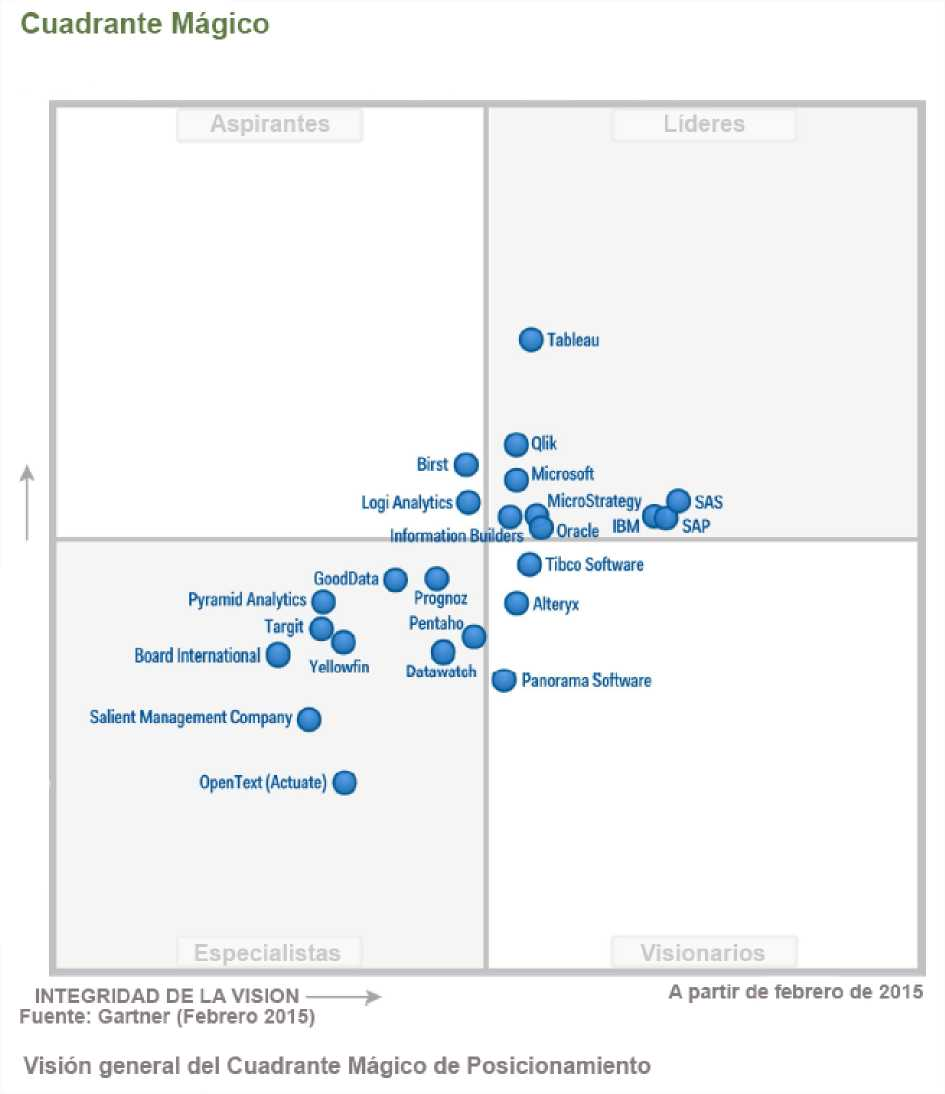 Cuadrante Mágico
Aspirantes
Líderes
Tableau
Qlik
Birst
Microsoft
Logi Analytics
MicroStrategy
SAS
Information Builders
Oracle
IBM
SAP
Tibco Software
GoodData
Prognoz
Pyramid Analytics
Alteryx
Targit
Pentaho
Board International
Yellowfin
Datawatch
Panorama Software
Salient Management Company
OpenText (Actuate)
Especialistas
Visionarios
INTEGRIDAD DE LA VISION
A partir de febrero de 2015
Fuente: Gartner (Febrero 2015)
Visión general del Cuadrante Mágico de Posicionamiento